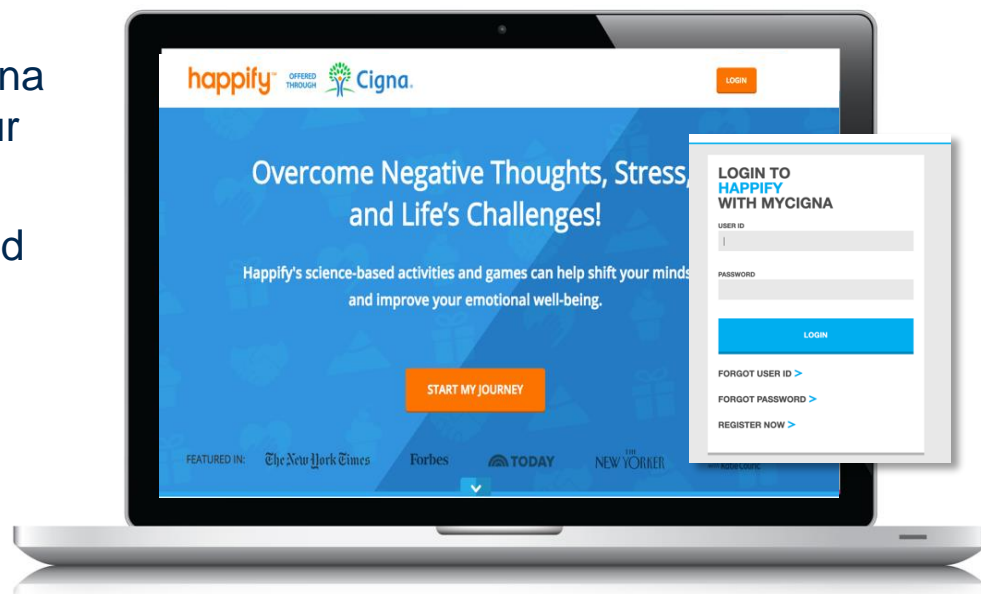 na
ur
d
happify™ OFFERED THROUGH Cigna.
LOGIN
Overcome Negative Thoughts, Stress,
and Life's Challenges!
Happify's science-based activities and games can help shift your minds
and improve your emotional well-being.
START MY JOURNEY
FEATURED IN: The New York Times Forbes TODAY THE NEW YORKER
LOGIN TO
HAPPIFY
WITH MYCIGNA
USER ID
PASSWORD
LOGIN
FORGOT USER ID >
FORGOT PASSWORD >
REGISTER NOW >